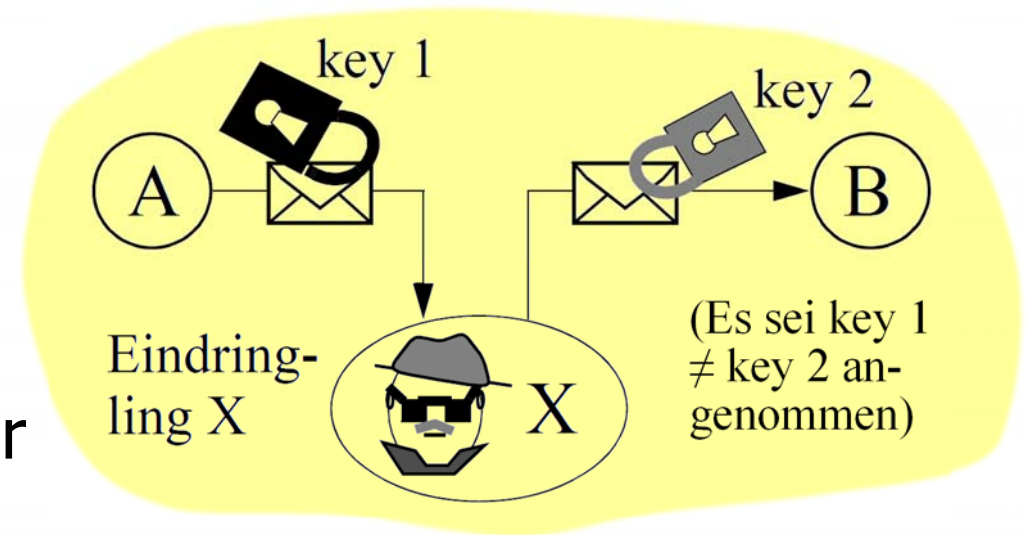 key 1
key 2
A
B
Eindring-
ling X
X
(Es sei key 1
≠ key 2 an-
genommen)
r